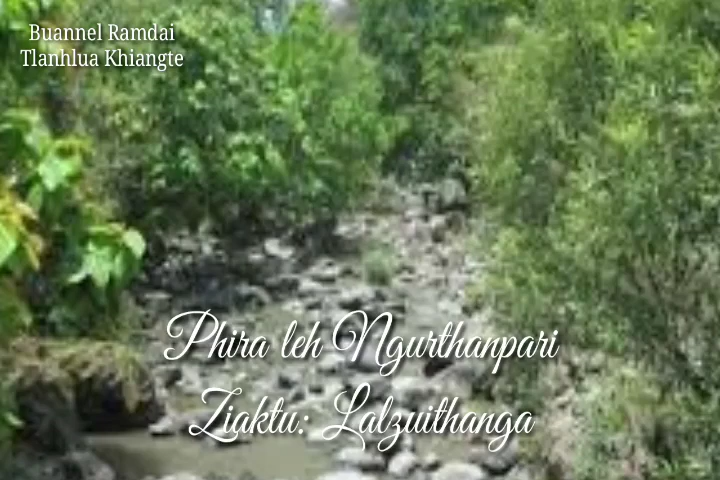 Buannel Ramdai
Tlanhlua Khiangte
Phira leh Ngurthanpari
Ziaktu: Lalzuithanga